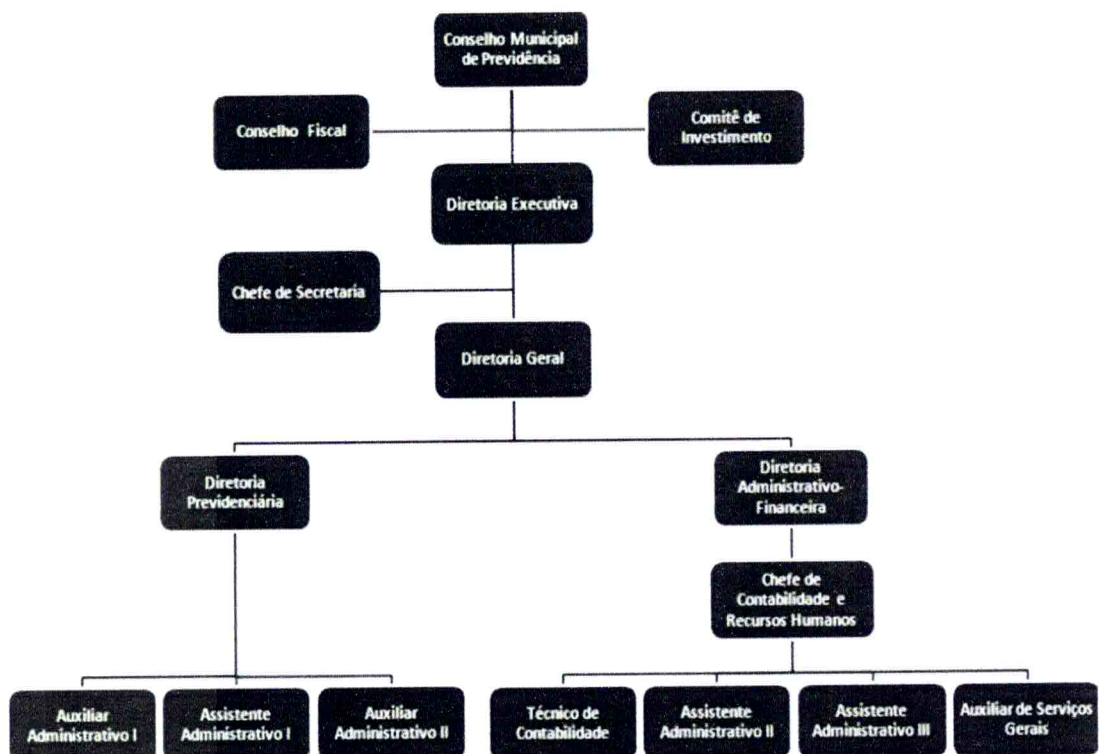 Conselho Municipal
de Previdência
Conselho Fiscal
Comitê de
Investimento
Diretoria Executiva
Chefe de Secretaria
Diretoria Geral
Diretoria
Previdenciária
Diretoria
Administrativo-
Financeira
Chefe de
Contabilidade e
Recursos Humanos
Auxiliar
Administrativo I
Assistente
Administrativo I
Auxiliar
Administrativo II
Técnico de
Contabilidade
Assistente
Administrativo II
Assistente
Administrativo III
Auxiliar de Serviços
Gerais